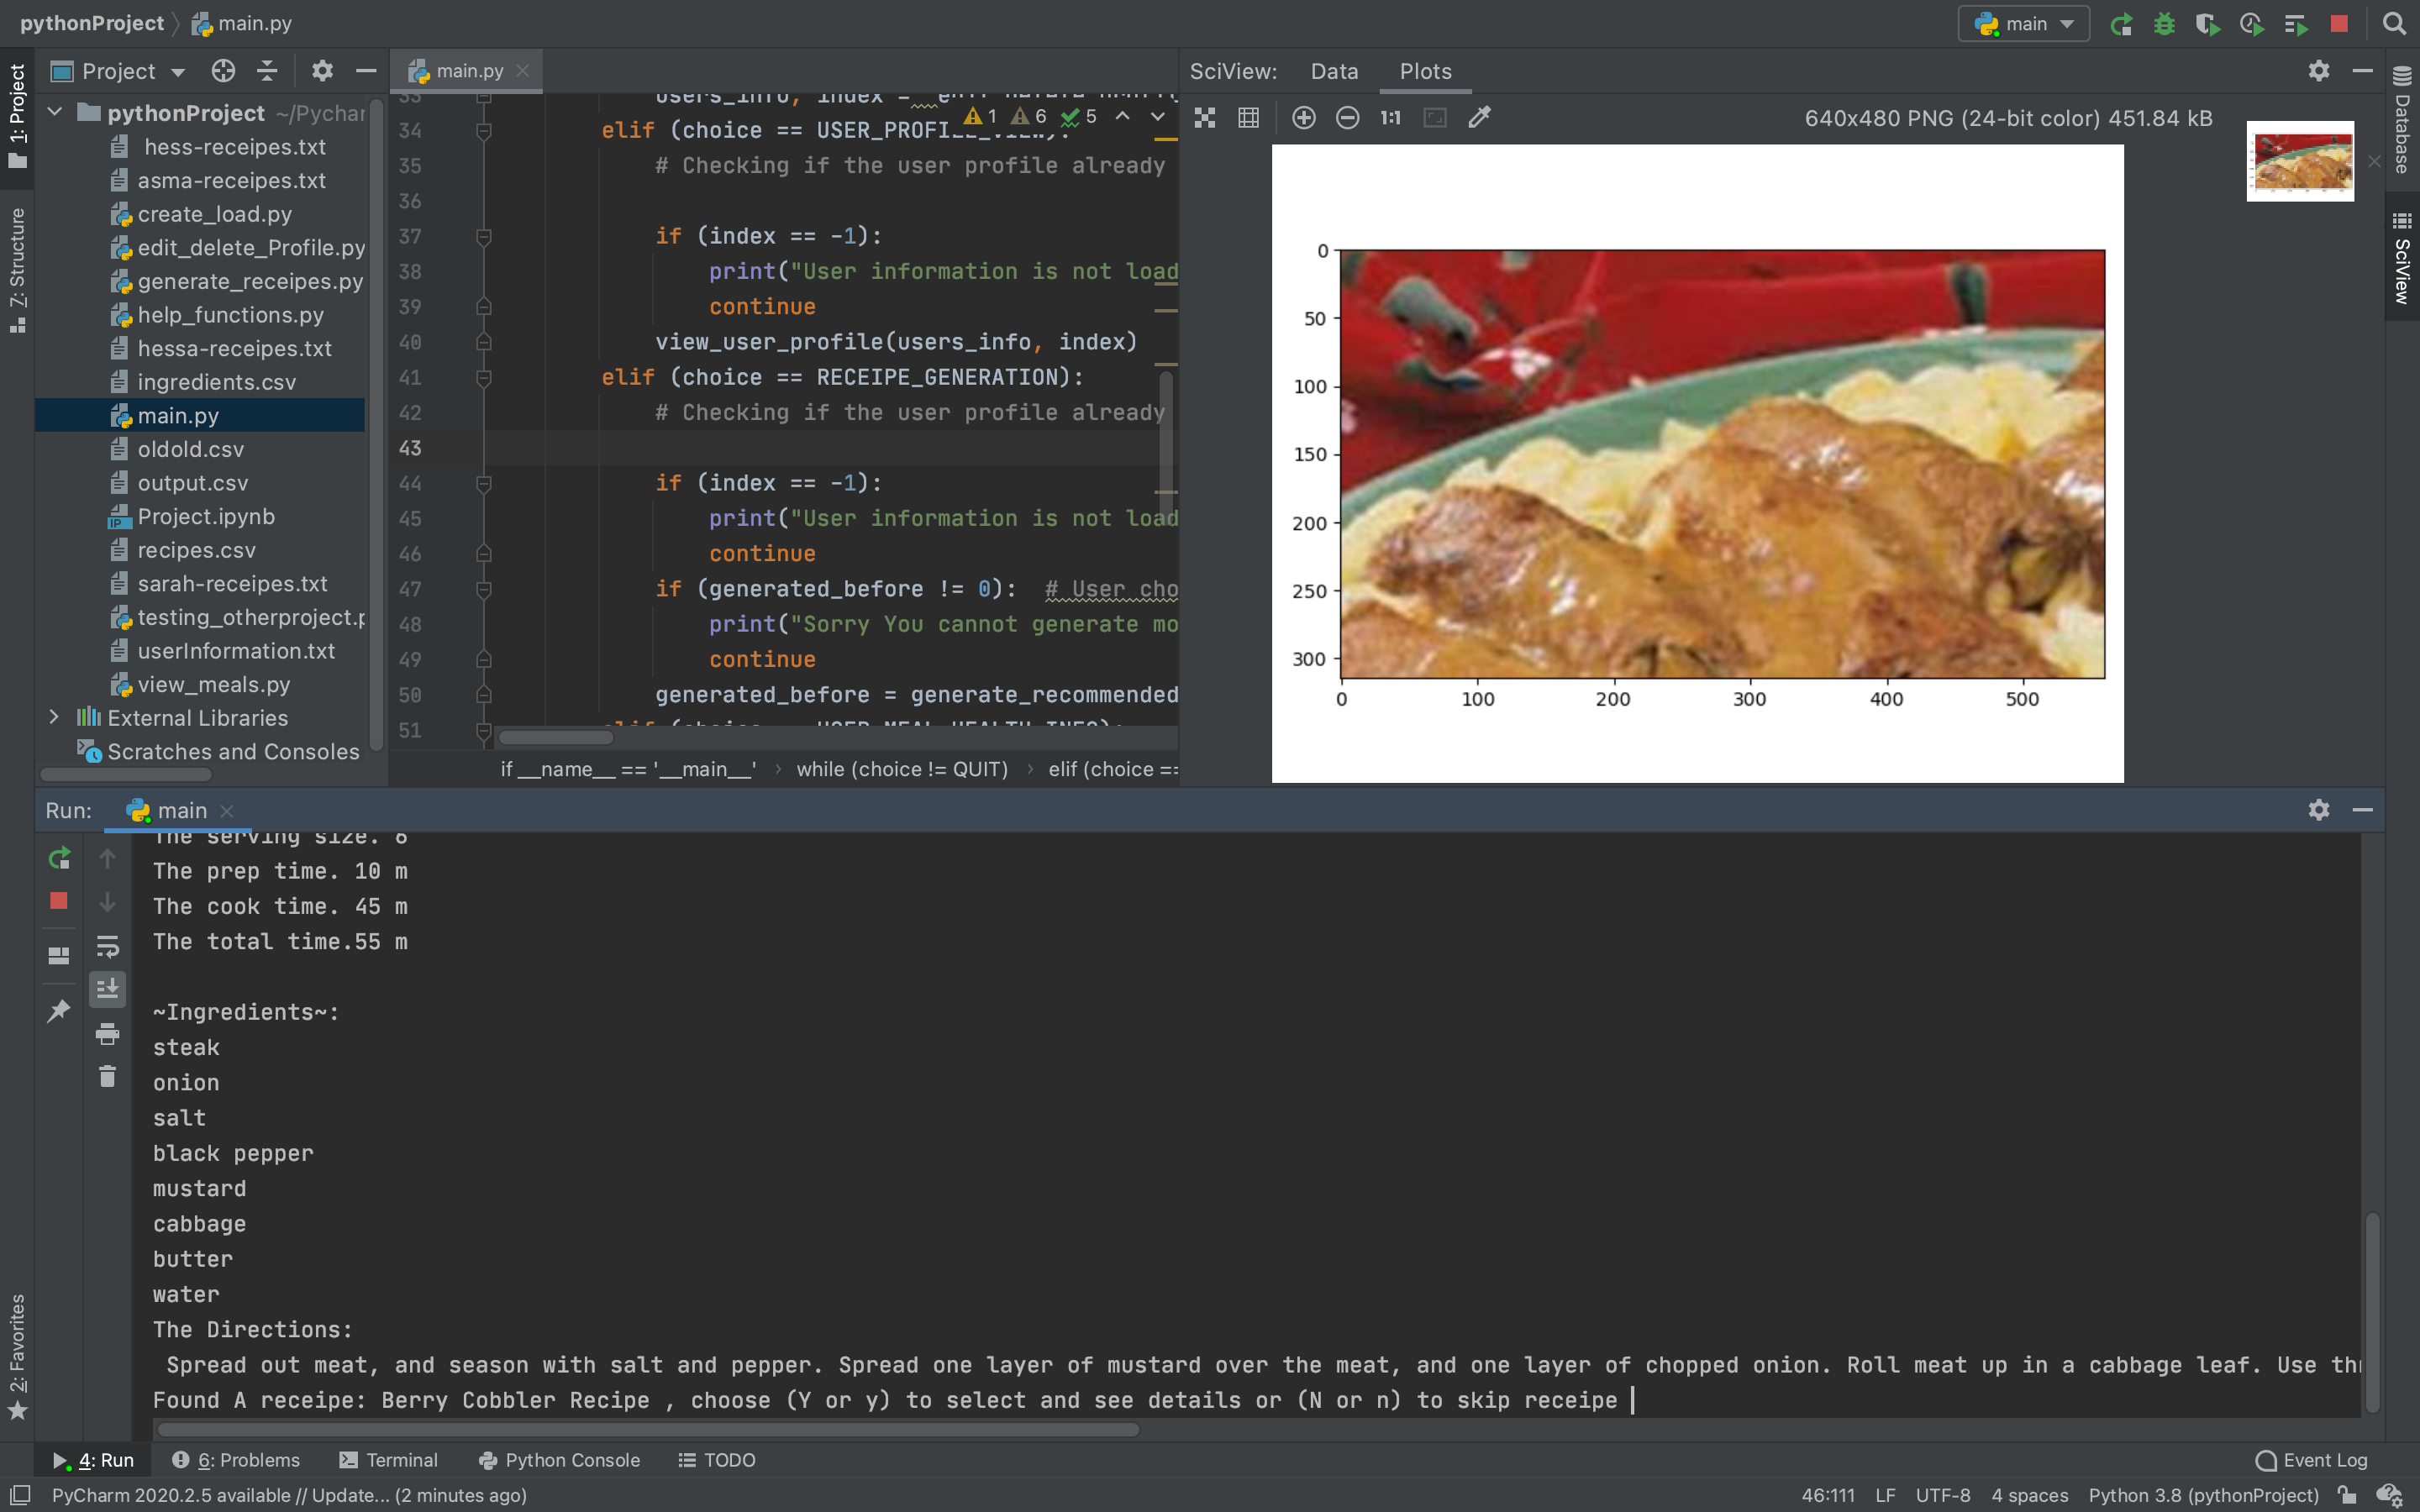 pythonProject main.py
main
1: Project
7: Structure
2: Favorites
Project
pythonProject ~/Pychar
hess-receipes.txt
asma-receipes.txt
create_load.py
edit_delete_Profile.py
generate_receipes.py
help_functions.py
hessa-receipes.txt
ingredients.csv
main.py
oldold.csv
output.csv
Project.ipynb
recipes.csv
sarah-receipes.txt
testing_otherproject.p
userInformation.txt
view_meals.py
External Libraries
Scratches and Consoles
main.py
1 6 5
33 users_info, index =
34 elif (choice == USER_PROFILE_VIEW):
35 # Checking if the user profile already
36
37 if (index == -1):
38 print("User information is not load
39 continue
40 view_user_profile(users_info, index)
41 elif (choice == RECEIPE_GENERATION):
42 # Checking if the user profile already
43
44 if (index == -1):
45 print("User information is not load
46 continue
47 if (generated_before != 0): # User cho
48 print("Sorry You cannot generate mo
49 continue
50 generated_before = generate_recommended
51 elif (choice == USER_MEAL_HEALTH_INFO):
if __name__ == '__main__' › while (choice != QUIT) › elif (choice ==
SciView: Data Plots
1:1
640x480 PNG (24-bit color) 451.84 kB
0
50
100
150
200
250
300
0 100 200 300 400 500
Database
SciView
Run: main
The serving size. 6
The prep time. 10 m
The cook time. 45 m
The total time.55 m
~Ingredients~:
steak
onion
salt
black pepper
mustard
cabbage
butter
water
The Directions:
Spread out meat, and season with salt and pepper. Spread one layer of mustard over the meat, and one layer of chopped onion. Roll meat up in a cabbage leaf. Use thr
Found A receipe: Berry Cobbler Recipe , choose (Y or y) to select and see details or (N or n) to skip receipe
4: Run 6: Problems Terminal Python Console TODO Event Log
PyCharm 2020.2.5 available // Update... (2 minutes ago) 46:111 LF UTF-8 4 spaces Python 3.8 (pythonProject)